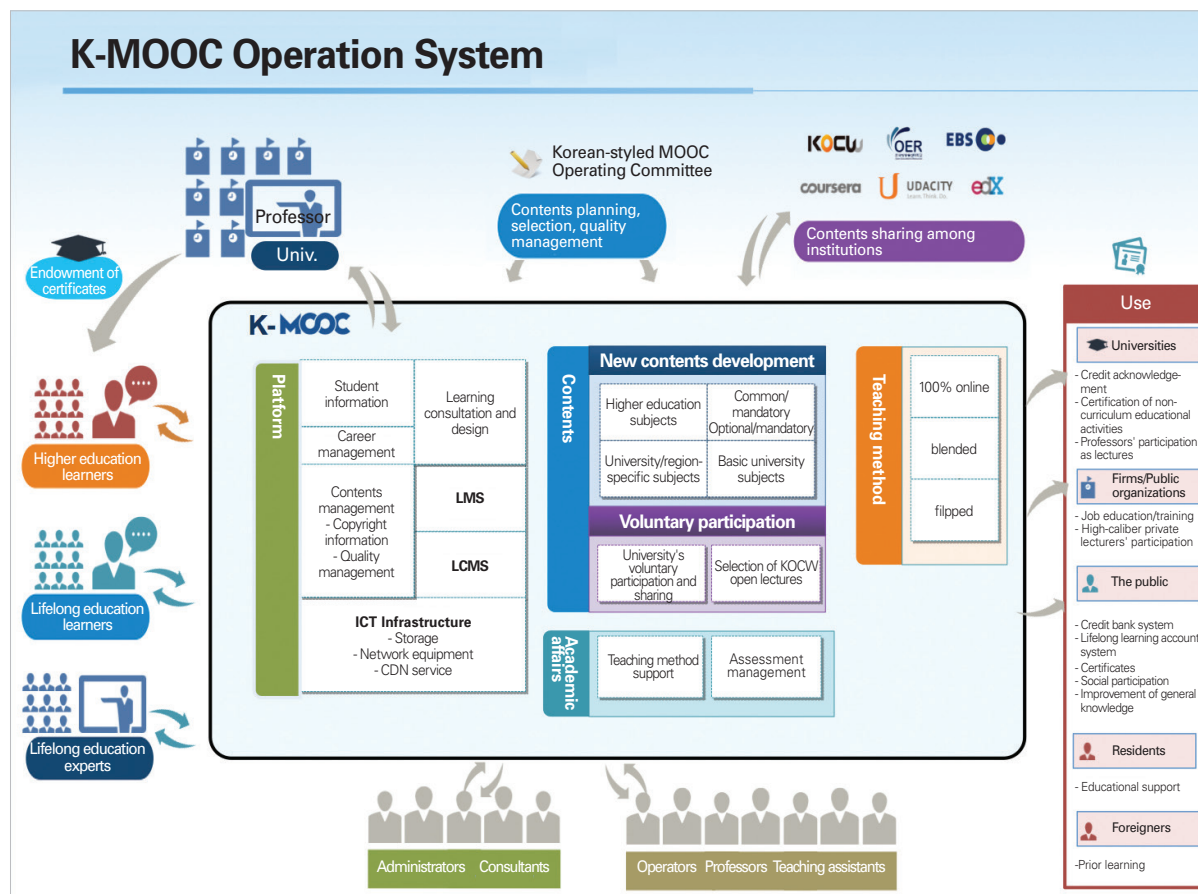 K-MOOC Operation System
Professor
Univ.
Endowment of
certificates
Korean-styled MOOC
Operating Committee
Contents planning,
selection, quality
management
KOCW
OER
EBS
coursera
UDACITY
Learn. Think. Do.
edX
Contents sharing among
institutions
Higher education
learners
Lifelong education
learners
Lifelong education
experts
K-MOOC
Platform
Student
information
Career
management
Learning
consultation and
design
Contents
management
- Copyright
information
- Quality
management
LMS
LCMS
ICT Infrastructure
- Storage
- Network equipment
- CDN service
Contents
New contents development
Higher education
subjects
Common/
mandatory
Optional/mandatory
University/region-
specific subjects
Basic university
subjects
Voluntary participation
University's
voluntary
participation and
sharing
Selection of KOCW
open lectures
Academic
affairs
Teaching method
support
Assessment
management
Teaching method
100% online
blended
filpped
Use
Universities
- Credit acknowledge-
ment
- Certification of non-
curriculum educational
activities
- Professors' participation
as lectures
Firms/Public
organizations
- Job education/training
- High-caliber private
lecturers' participation
The public
- Credit bank system
- Lifelong learning account
system
- Certificates
- Social participation
- Improvement of general
knowledge
Residents
- Educational support
Foreigners
-Prior learning
Administrators Consultants
Operators Professors Teaching assistants